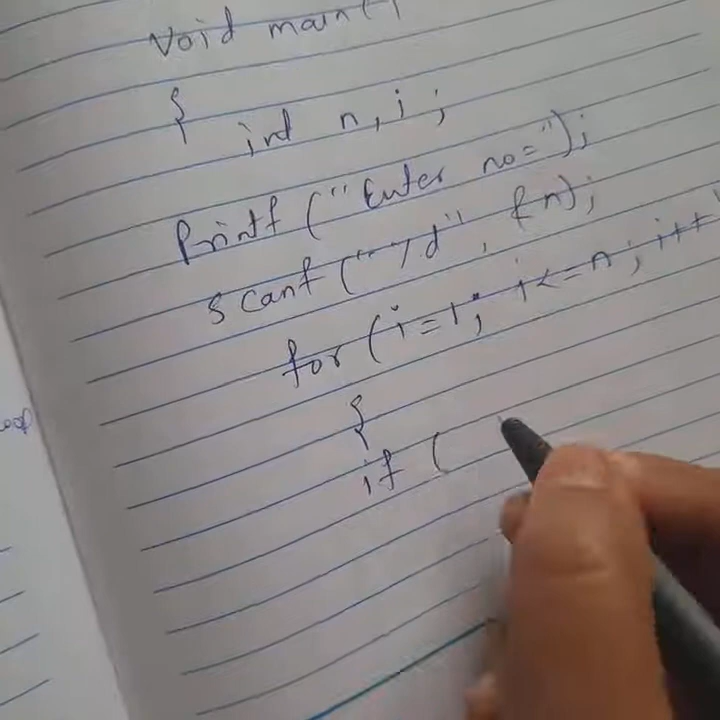 void main(
{
int n, i ;
Printf ("Enter no=");
scanf ("%d", &n);
for (i=1; i<=n; i++
{
if (